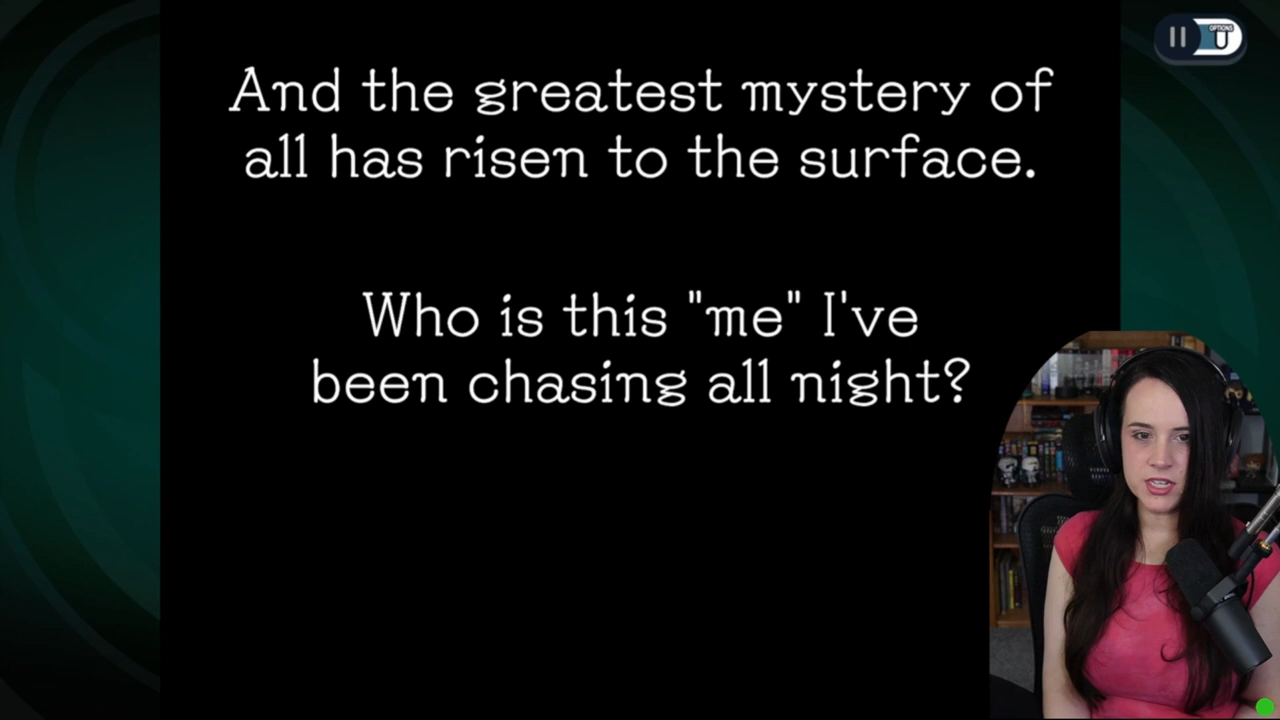 OPTIONS
And the greatest mystery of
all has risen to the surface.
Who is this "me" I've
been chasing all night?